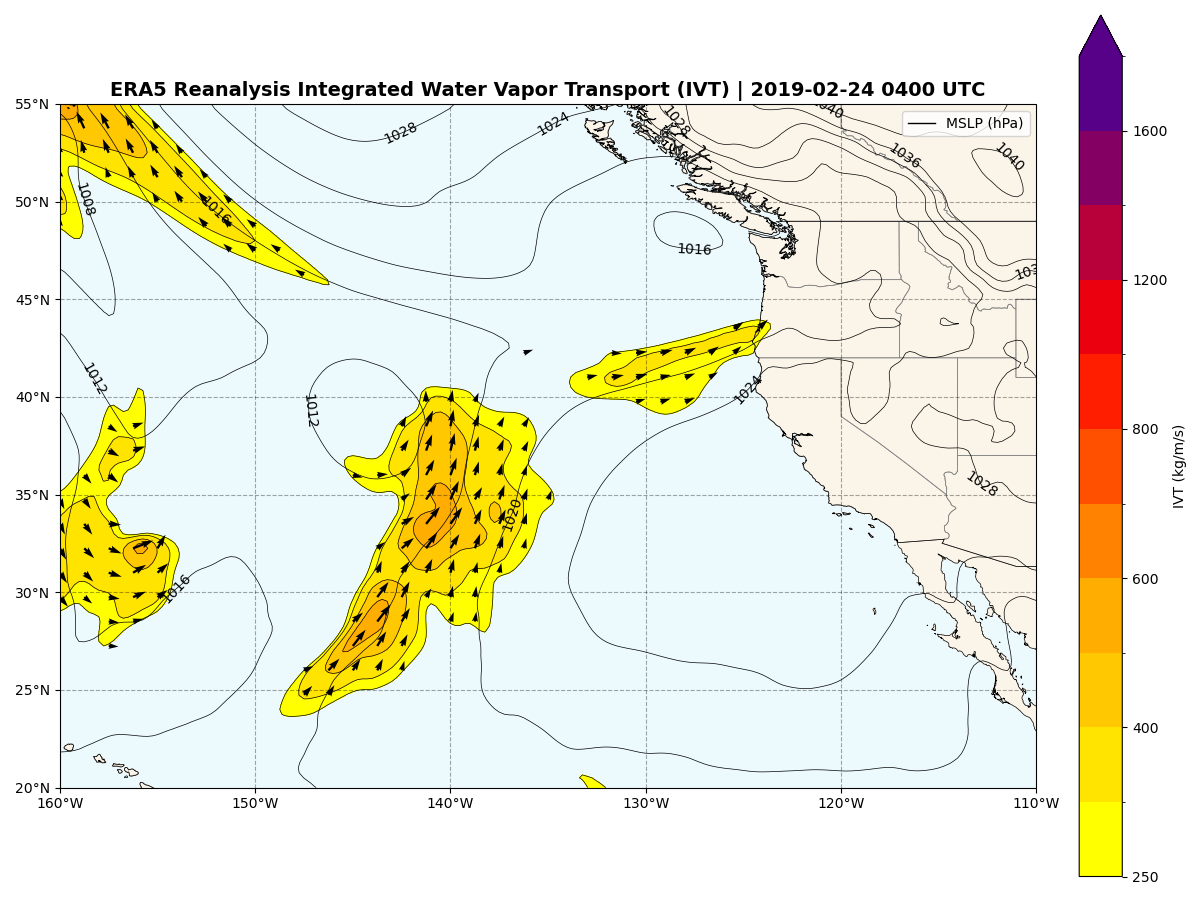 ERA5 Reanalysis Integrated Water Vapor Transport (IVT) | 2019-02-24 0400 UTC
MSLP (hPa)
55°N
50°N
45°N
40°N
35°N
30°N
25°N
20°N
160°W
150°W
140°W
130°W
120°W
110°W
1028
1024
1028
1036
1040
1008
1016
1016
1012
1012
1024
1020
1028
1016
1600
1200
800
600
400
250
IVT (kg/m/s)